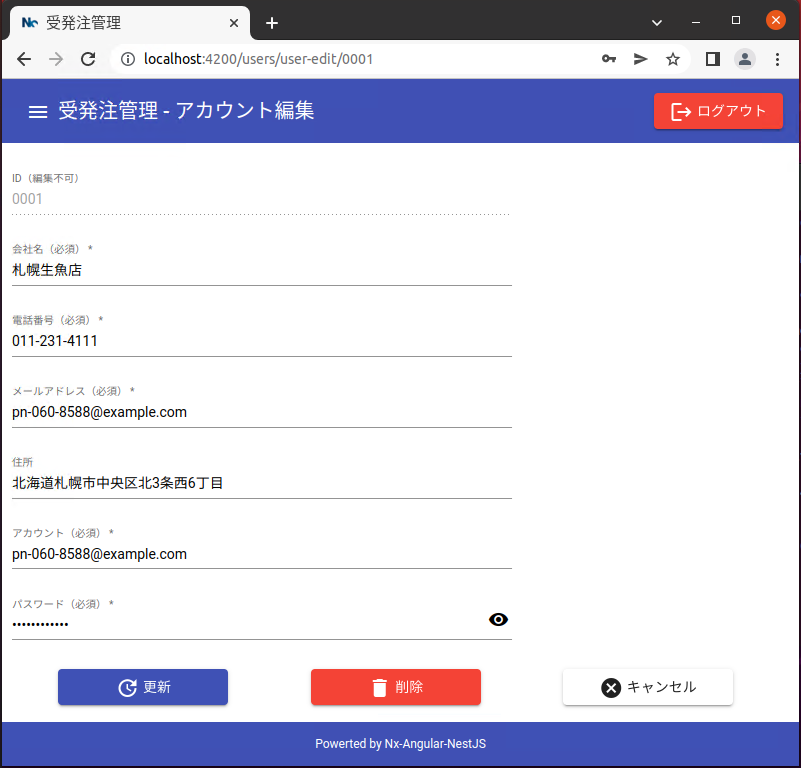 受発注管理
localhost:4200/users/user-edit/0001
受発注管理 - アカウント編集
ログアウト
ID（編集不可）
0001
会社名（必須） *
札幌生魚店
電話番号（必須） *
011-231-4111
メールアドレス（必須） *
pn-060-8588@example.com
住所
北海道札幌市中央区北3条西6丁目
アカウント（必須） *
pn-060-8588@example.com
パスワード（必須） *
••••••••••••
更新
削除
キャンセル
Powerted by Nx-Angular-NestJS